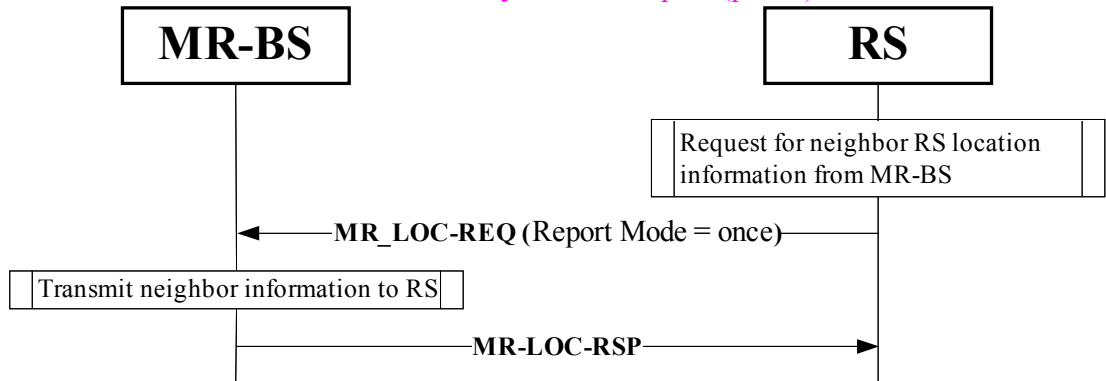 MR-BS
RS
Request for neighbor RS location
information from MR-BS
MR_LOC-REQ (Report Mode = once)
Transmit neighbor information to RS
MR-LOC-RSP